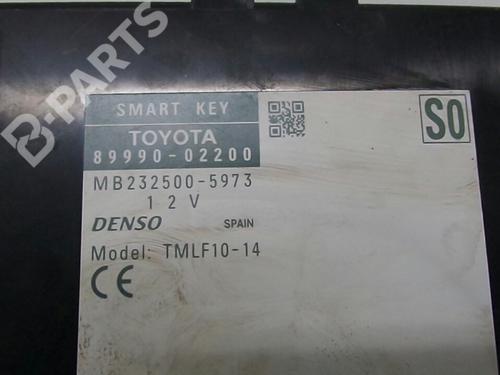 B-PARTS
SMART KEY
TOYOTA
89990-02200
MB232500-5973
12V
DENSO SPAIN
Model: TMLF10-14
CE
S0